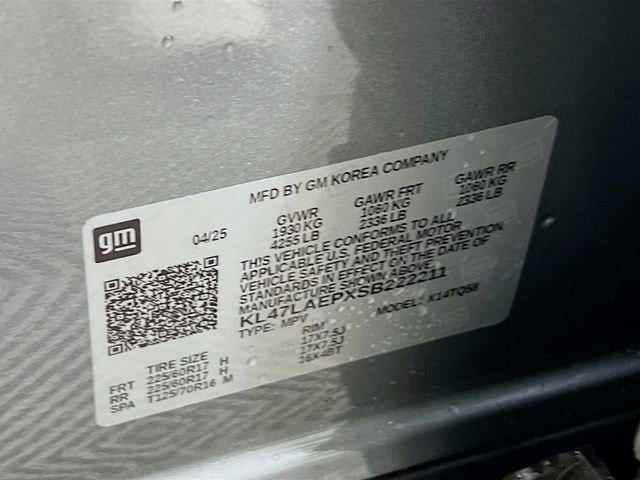 MFD BY GM KOREA COMPANY
gm 04/25 GVWR GAWR FRT GAWR RR
1930 KG 1060 KG 1060 KG
4255 LB 2336 LB 2336 LB
THIS VEHICLE CONFORMS TO ALL
APPLICABLE U.S. FEDERAL MOTOR
VEHICLE SAFETY AND THEFT PREVENTION
STANDARDS IN EFFECT ON THE DATE OF
MANUFACTURE SHOWN ABOVE.
KL47LAEPXSB222211
TYPE: MPV MODEL: X14TQ58
TIRE SIZE RIM
FRT 225/60R17 H 17X7.5J
RR 225/60R17 H 17X7.5J
SPA T125/70R16 M 16X4BT